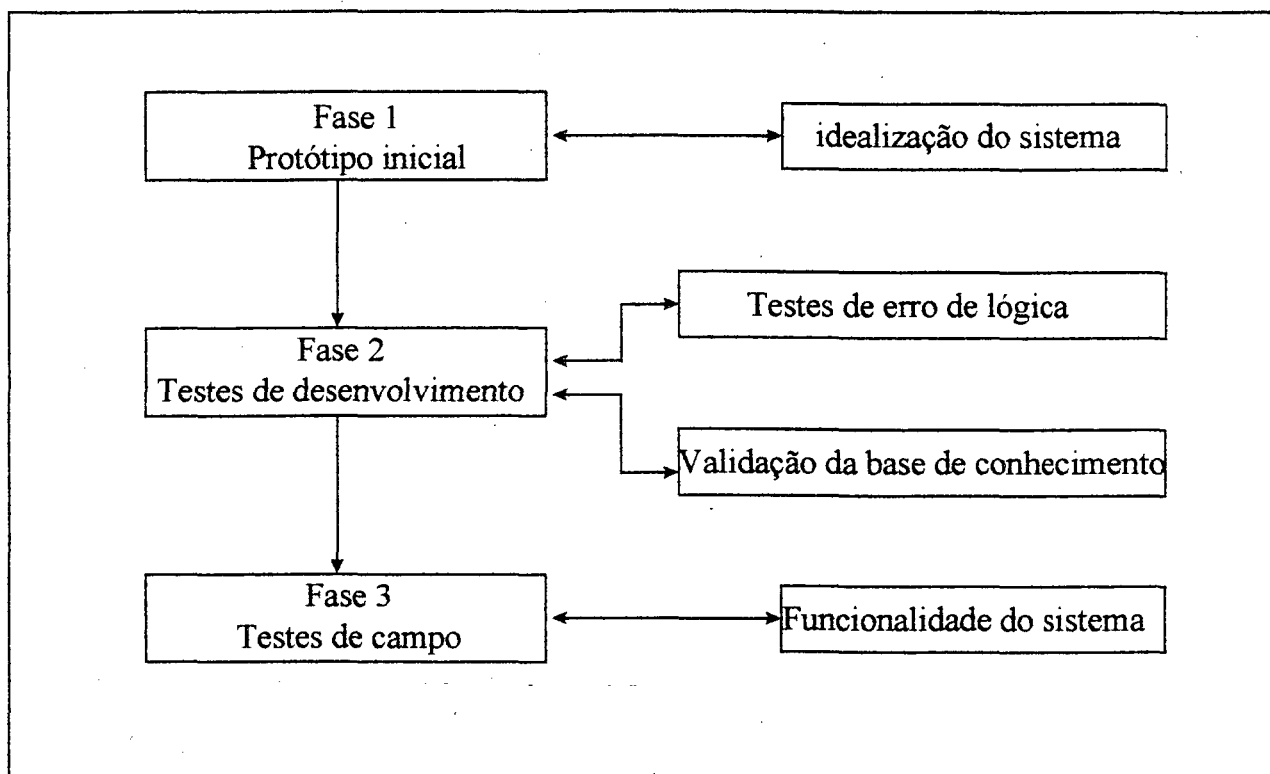 Fase 1
Protótipo inicial
idealização do sistema
Testes de erro de lógica
Fase 2
Testes de desenvolvimento
Validação da base de conhecimento
Fase 3
Testes de campo
Funcionalidade do sistema